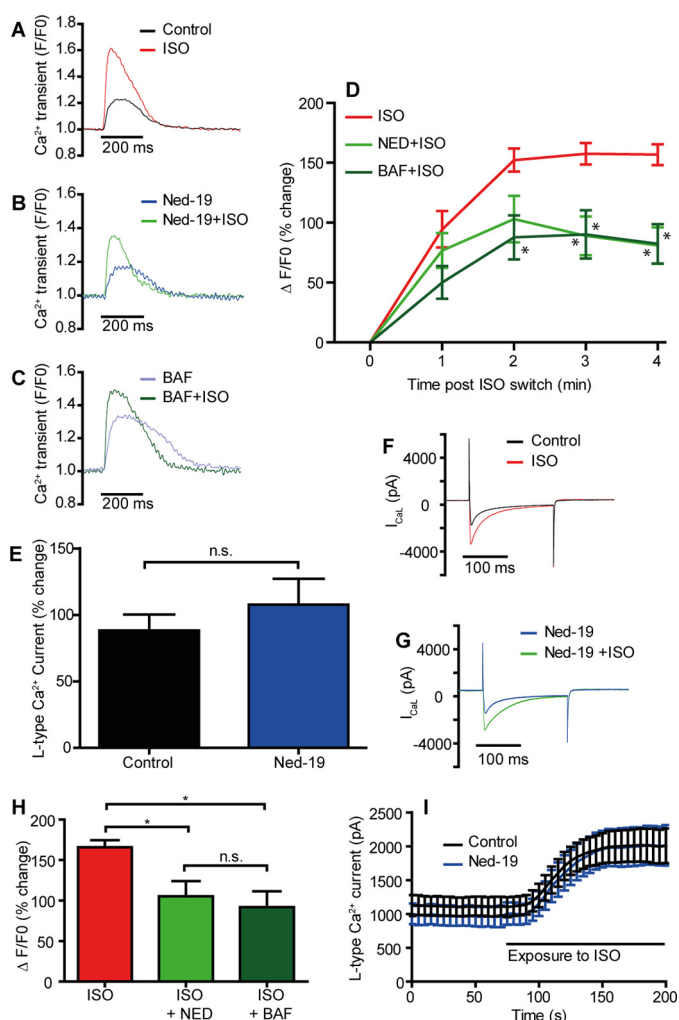 A
Ca²⁺ transient (F/F0)
1.8
1.6
1.4
1.2
1.0
0.8
Control
ISO
200 ms
B
Ca²⁺ transient (F/F0)
1.6
1.4
1.2
1.0
0.8
Ned-19
Ned-19+ISO
200 ms
C
Ca²⁺ transient (F/F0)
1.6
1.4
1.2
1.0
0.8
BAF
BAF+ISO
200 ms
D
Δ F/F0 (% change)
200
150
100
50
0
ISO
NED+ISO
BAF+ISO
* * * * *
0 1 2 3 4
Time post ISO switch (min)
E
L-type Ca²⁺ Current (% change)
150
100
50
0
n.s.
Control Ned-19
F
I CaL (pA)
4000
0
-4000
Control
ISO
100 ms
G
I CaL (pA)
4000
0
-4000
Ned-19
Ned-19 +ISO
100 ms
H
Δ F/F0 (% change)
200
150
100
50
0
*
*
n.s.
ISO ISO ISO
+ NED + BAF
I
L-type Ca²⁺ current (pA)
2500
2000
1500
1000
500
0
Control
Ned-19
Exposure to ISO
0 50 100 150 200
Time (s)